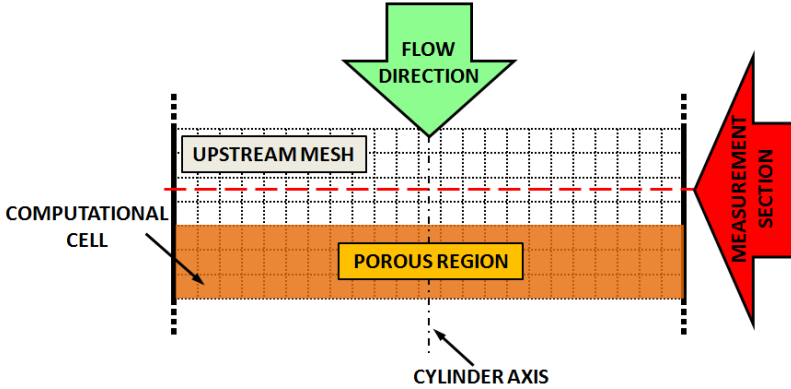 FLOW
DIRECTION
UPSTREAM MESH
MEASUREMENT
SECTION
COMPUTATIONAL
CELL
POROUS REGION
CYLINDER AXIS